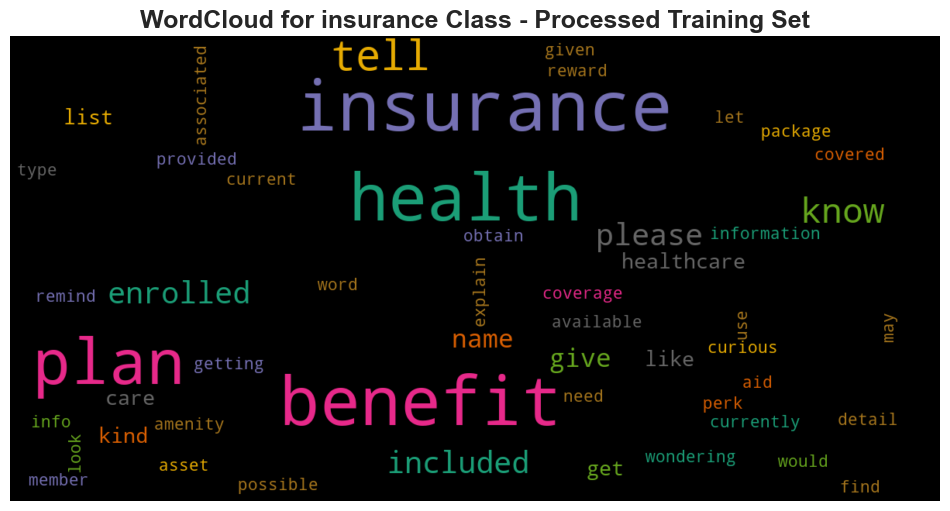 WordCloud for insurance Class - Processed Training Set
tell
given
reward
associated
insurance
list
let
package
provided
covered
type
current
health
know
obtain
please
information
healthcare
word
explain
remind
enrolled
coverage
available
use
may
name
curious
plan
getting
give
like
benefit
need
aid
care
perk
info
amenity
currently
detail
kind
look
included
wondering
would
asset
get
member
possible
find